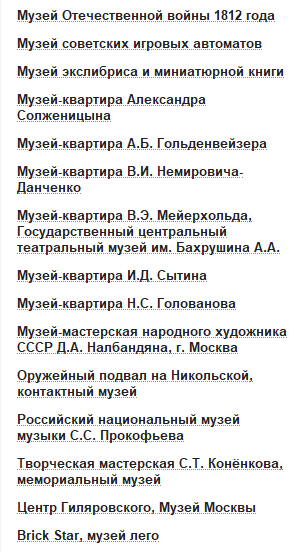 Музей Отечественной войны 1812 года
Музей советских игровых автоматов
Музей экслибриса и миниатюрной книги
Музей-квартира Александра
Солженицына
Музей-квартира А.Б. Гольденвейзера
Музей-квартира В.И. Немировича-
Данченко
Музей-квартира В.Э. Мейерхольда,
Государственный центральный
театральный музей им. Бахрушина А.А.
Музей-квартира И.Д. Сытина
Музей-квартира Н.С. Голованова
Музей-мастерская народного художника
СССР Д.А. Налбандяна, г. Москва
Оружейный подвал на Никольской,
контактный музей
Российский национальный музей
музыки С.С. Прокофьева
Творческая мастерская С.Т. Конёнкова,
мемориальный музей
Центр Гиляровского, Музей Москвы
Brick Star, музей лего